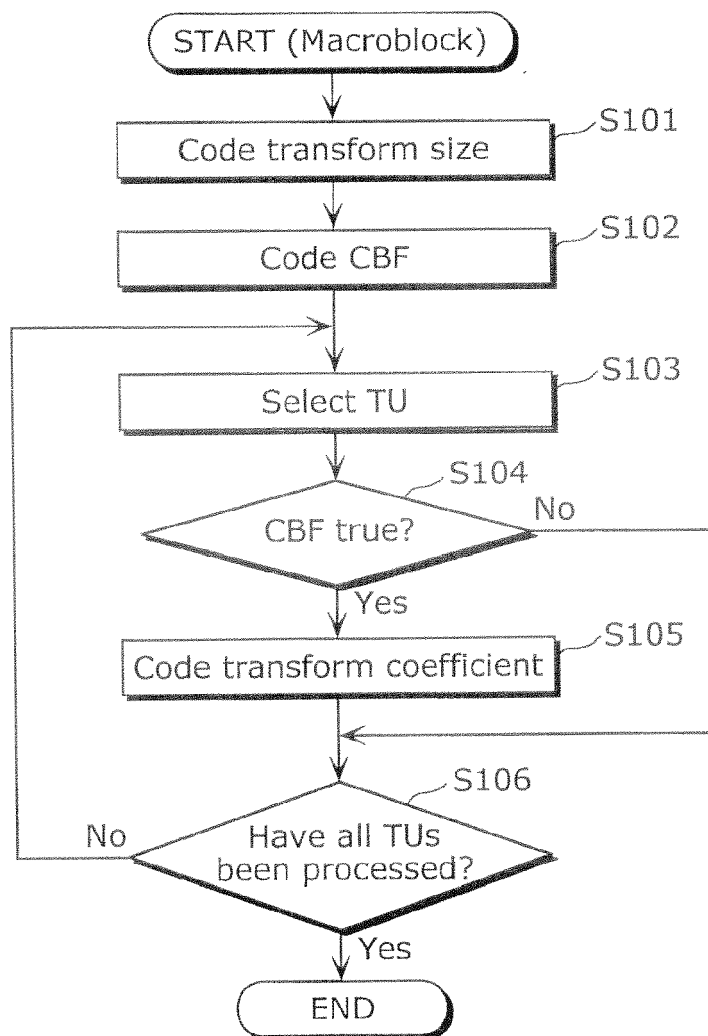 START (Macroblock)
S101
Code transform size
S102
Code CBF
S103
Select TU
S104
CBF true?
No
Yes
S105
Code transform coefficient
S106
No
Have all TUs
been processed?
Yes
END